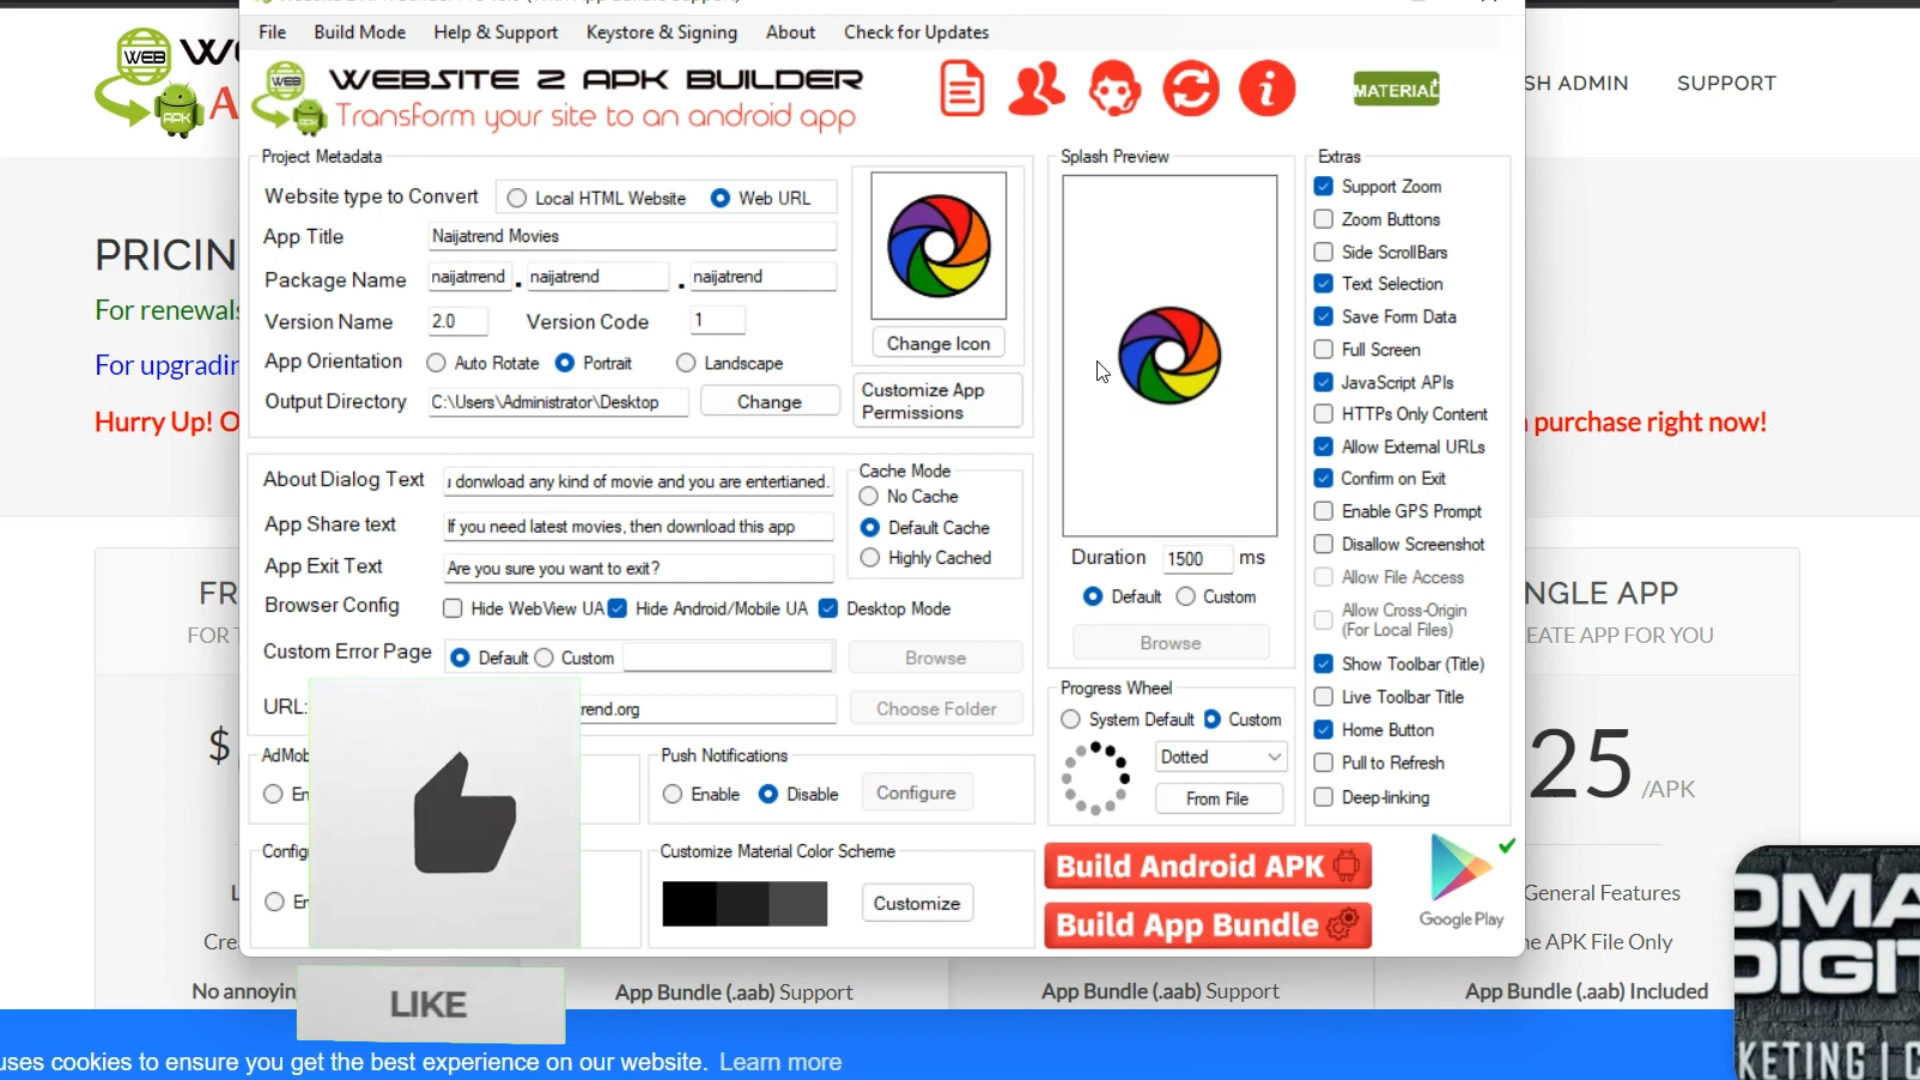 File Build Mode Help & Support Keystore & Signing About Check for Updates
WEB
APK
WEB
APK
WEBSITE 2 APK BUILDER
Transform your site to an android app
MATERIAL
SH ADMIN SUPPORT
Project Metadata
Website type to Convert Local HTML Website Web URL
App Title Naijatrend Movies
Package Name naijatrrend . naijatrend . naijatrend
Version Name 2.0 Version Code 1
App Orientation Auto Rotate Portrait Landscape
Output Directory C:\Users\Administrator\Desktop Change
Change Icon
Customize App
Permissions
About Dialog Text donwload any kind of movie and you are entertianed.
App Share text If you need latest movies, then download this app
App Exit Text Are you sure you want to exit?
Browser Config Hide WebView UA Hide Android/Mobile UA Desktop Mode
Custom Error Page Default Custom Browse
URL: rend.org Choose Folder
Cache Mode
No Cache
Default Cache
Highly Cached
AdMob
En
Push Notifications
Enable Disable Configure
Config
En
Customize Material Color Scheme
Customize
Splash Preview
Duration 1500 ms
Default Custom
Browse
Progress Wheel
System Default Custom
Dotted
From File
Extras
Support Zoom
Zoom Buttons
Side ScrollBars
Text Selection
Save Form Data
Full Screen
JavaScript APIs
HTTPs Only Content
Allow External URLs
Confirm on Exit
Enable GPS Prompt
Disallow Screenshot
Allow File Access
Allow Cross-Origin
(For Local Files)
Show Toolbar (Title)
Live Toolbar Title
Home Button
Pull to Refresh
Deep-linking
Build Android APK
Build App Bundle
Google Play
PRICIN
For renewals
For upgradin
Hurry Up! O
purchase right now!
FR
FOR
$
Cre
No annoyin
App Bundle (.aab) Support
App Bundle (.aab) Support
NGLE APP
EATE APP FOR YOU
25 /APK
General Features
ne APK File Only
App Bundle (.aab) Included
LIKE
uses cookies to ensure you get the best experience on our website. Learn more
OMA
DIGIT
KETING | C